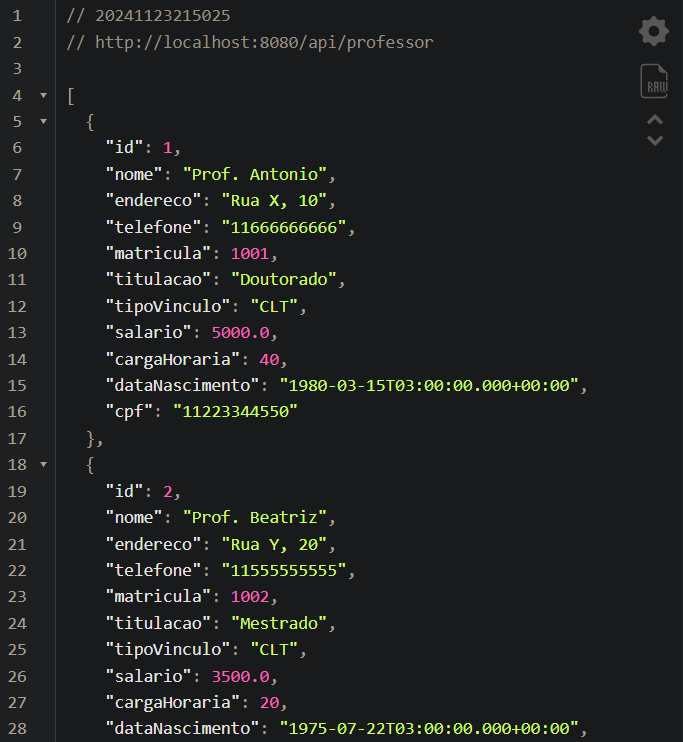 1 // 20241123215025
2 // http://localhost:8080/api/professor
3
4 [
5 {
6 "id": 1,
7 "nome": "Prof. Antonio",
8 "endereco": "Rua X, 10",
9 "telefone": "11666666666",
10 "matricula": 1001,
11 "titulacao": "Doutorado",
12 "tipoVinculo": "CLT",
13 "salario": 5000.0,
14 "cargaHoraria": 40,
15 "dataNascimento": "1980-03-15T03:00:00.000+00:00",
16 "cpf": "11223344550"
17 },
18 {
19 "id": 2,
20 "nome": "Prof. Beatriz",
21 "endereco": "Rua Y, 20",
22 "telefone": "11555555555",
23 "matricula": 1002,
24 "titulacao": "Mestrado",
25 "tipoVinculo": "CLT",
26 "salario": 3500.0,
27 "cargaHoraria": 20,
28 "dataNascimento": "1975-07-22T03:00:00.000+00:00",
RAW